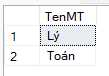 TenMT
1 Lý
2 Toán